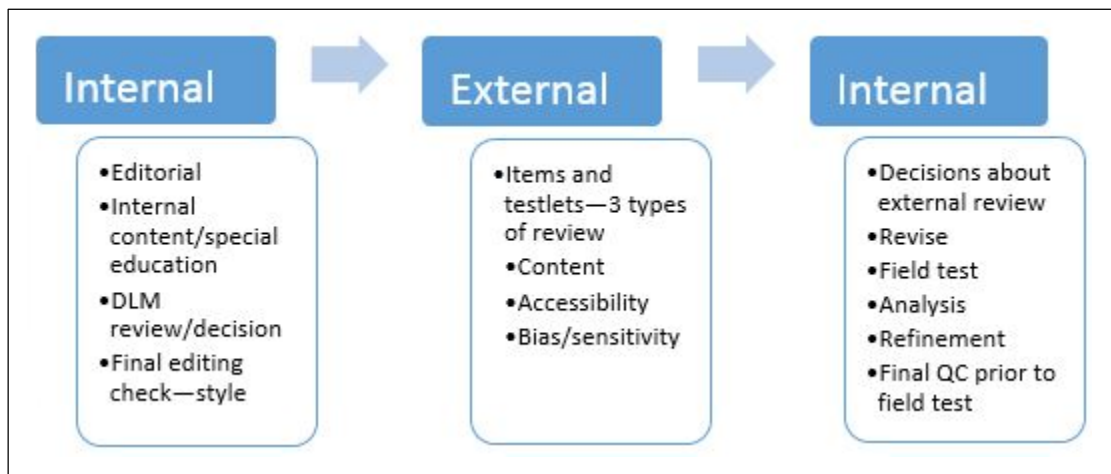 Internal
•Editorial
•Internal
content/special
education
•DLM
review/decision
•Final editing
check—style
External
•Items and
testlets—3 types
of review
•Content
•Accessibility
•Bias/sensitivity
Internal
•Decisions about
external review
•Revise
•Field test
•Analysis
•Refinement
•Final QC prior to
field test